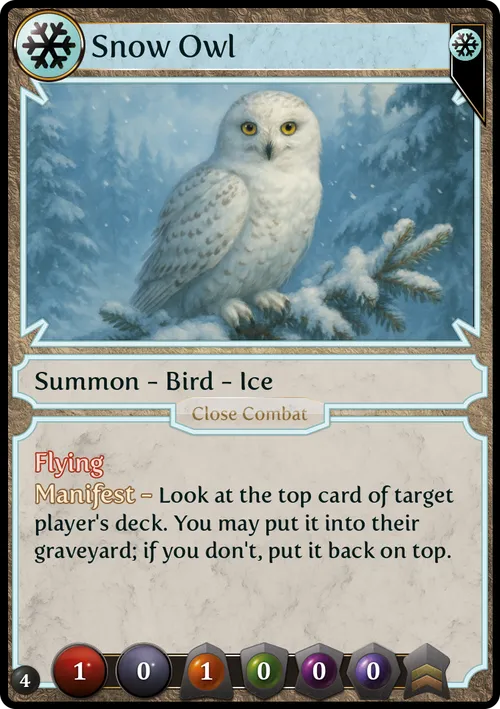 Snow Owl
Summon - Bird - Ice
Close Combat
Flying
Manifest - Look at the top card of target
player's deck. You may put it into their
graveyard; if you don't, put it back on top.
4 1* 0* 1 0 0 0